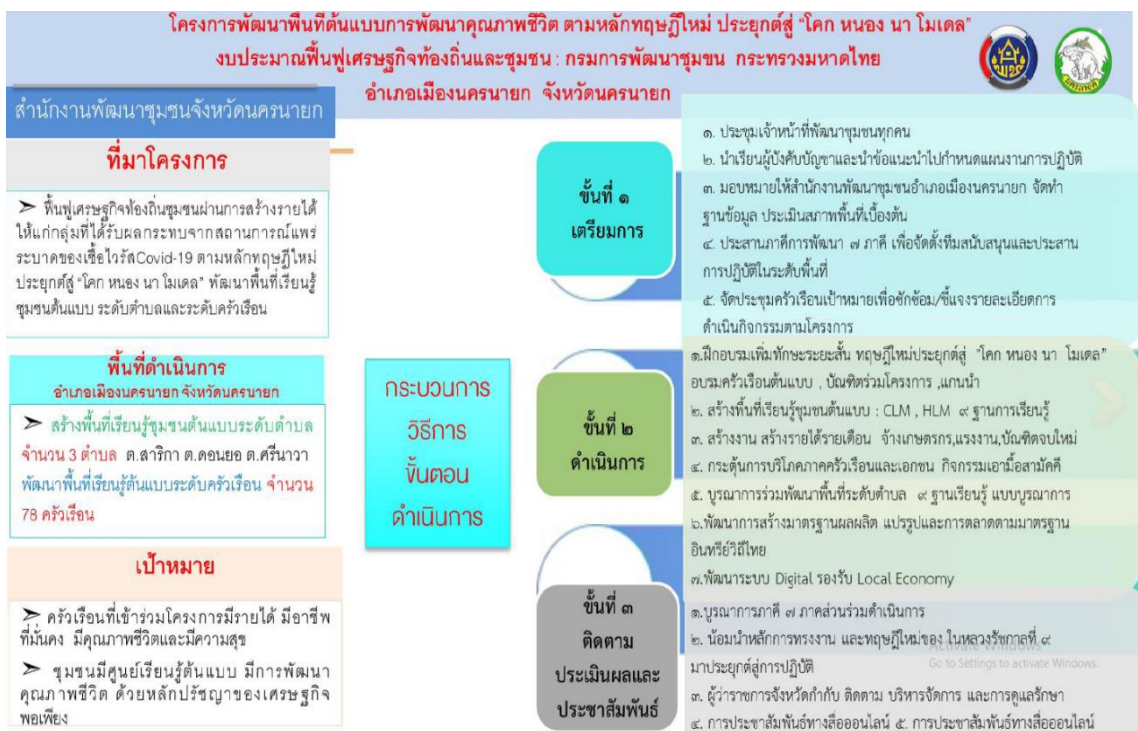 โครงการพัฒนาพื้นที่ต้นแบบการพัฒนาคุณภาพชีวิต ตามหลักทฤษฎีใหม่ ประยุกต์สู่ “โคก หนอง นา โมเดล”
งบประมาณฟื้นฟูเศรษฐกิจท้องถิ่นและชุมชน : กรมการพัฒนาชุมชน กระทรวงมหาดไทย
อำเภอเมืองนครนายก จังหวัดนครนายก
สำนักงานพัฒนาชุมชนจังหวัดนครนายก
ที่มาโครงการ
➢ ฟื้นฟูเศรษฐกิจท้องถิ่นชุมชนผ่านการสร้างรายได้
ให้แก่กลุ่มที่ได้รับผลกระทบจากสถานการณ์แพร่
ระบาดของเชื้อไวรัสCovid-19 ตามหลักทฤษฎีใหม่
ประยุกต์สู่ “โคก หนอง นา โมเดล” พัฒนาพื้นที่เรียนรู้
ชุมชนต้นแบบ ระดับตำบลและระดับครัวเรือน
พื้นที่ดำเนินการ
อำเภอเมืองนครนายก จังหวัดนครนายก
➢ สร้างพื้นที่เรียนรู้ชุมชนต้นแบบระดับตำบล
จำนวน 3 ตำบล ต.สาริกา ต.ดอนยอ ต.ศรีนาวา
พัฒนาพื้นที่เรียนรู้ต้นแบบระดับครัวเรือน จำนวน
78 ครัวเรือน
เป้าหมาย
➢ ครัวเรือนที่เข้าร่วมโครงการมีรายได้ มีอาชีพ
ที่มั่นคง มีคุณภาพชีวิตและมีความสุข
➢ ชุมชนมีศูนย์เรียนรู้ต้นแบบ มีการพัฒนา
คุณภาพชีวิต ด้วยหลักปรัชญาของเศรษฐกิจ
พอเพียง
กระบวนการ
วิธีการ
ขั้นตอน
ดำเนินการ
ขั้นที่ ๑
เตรียมการ
๑. ประชุมเจ้าหน้าที่พัฒนาชุมชนทุกคน
๒. นำเรียนผู้บังคับบัญชาและนำข้อแนะนำไปกำหนดแผนงานการปฏิบัติ
๓. มอบหมายให้สำนักงานพัฒนาชุมชนอำเภอเมืองนครนายก จัดทำ
ฐานข้อมูล ประเมินสภาพพื้นที่เบื้องต้น
๔. ประสานภาคีการพัฒนา ๗ ภาคี เพื่อจัดตั้งทีมสนับสนุนและประสาน
การปฏิบัติในระดับพื้นที่
๕. จัดประชุมครัวเรือนเป้าหมายเพื่อซักซ้อม/ชี้แจงรายละเอียดการ
ดำเนินกิจกรรมตามโครงการ
ขั้นที่ ๒
ดำเนินการ
๑.ฝึกอบรมเพิ่มทักษะระยะสั้น ทฤษฎีใหม่ประยุกต์สู่ “โคก หนอง นา โมเดล”
อบรมครัวเรือนต้นแบบ , บัณฑิตร่วมโครงการ ,แกนนำ
๒. สร้างพื้นที่เรียนรู้ชุมชนต้นแบบ : CLM , HLM ๙ ฐานการเรียนรู้
๓. สร้างงาน สร้างรายได้รายเดือน จ้างเกษตรกร,แรงงาน,บัณฑิตจบใหม่
๔. กระตุ้นการบริโภคภาคครัวเรือนและเอกชน กิจกรรมเอามื้อสามัคคี
๕. บูรณาการร่วมพัฒนาพื้นที่ระดับตำบล ๙ ฐานเรียนรู้ แบบบูรณาการ
๖.พัฒนาการสร้างมาตรฐานผลผลิต แปรรูปและการตลาดตามมาตรฐาน
อินทรีย์วิถีไทย
๗.พัฒนาระบบ Digital รองรับ Local Economy
ขั้นที่ ๓
ติดตาม
ประเมินผลและ
ประชาสัมพันธ์
๑.บูรณาการภาคี ๗ ภาคส่วนร่วมดำเนินการ
๒. น้อมนำหลักการทรงงาน และทฤษฎีใหม่ของ ในหลวงรัชกาลที่ ๙
มาประยุกต์สู่การปฏิบัติ
๓. ผู้ว่าราชการจังหวัดกำกับ ติดตาม บริหารจัดการ และการดูแลรักษา
๔. การประชาสัมพันธ์ทางสื่อออนไลน์ ๕. การประชาสัมพันธ์ทางสื่อออนไลน์
Activate Windows
Go to Settings to activate Windows.